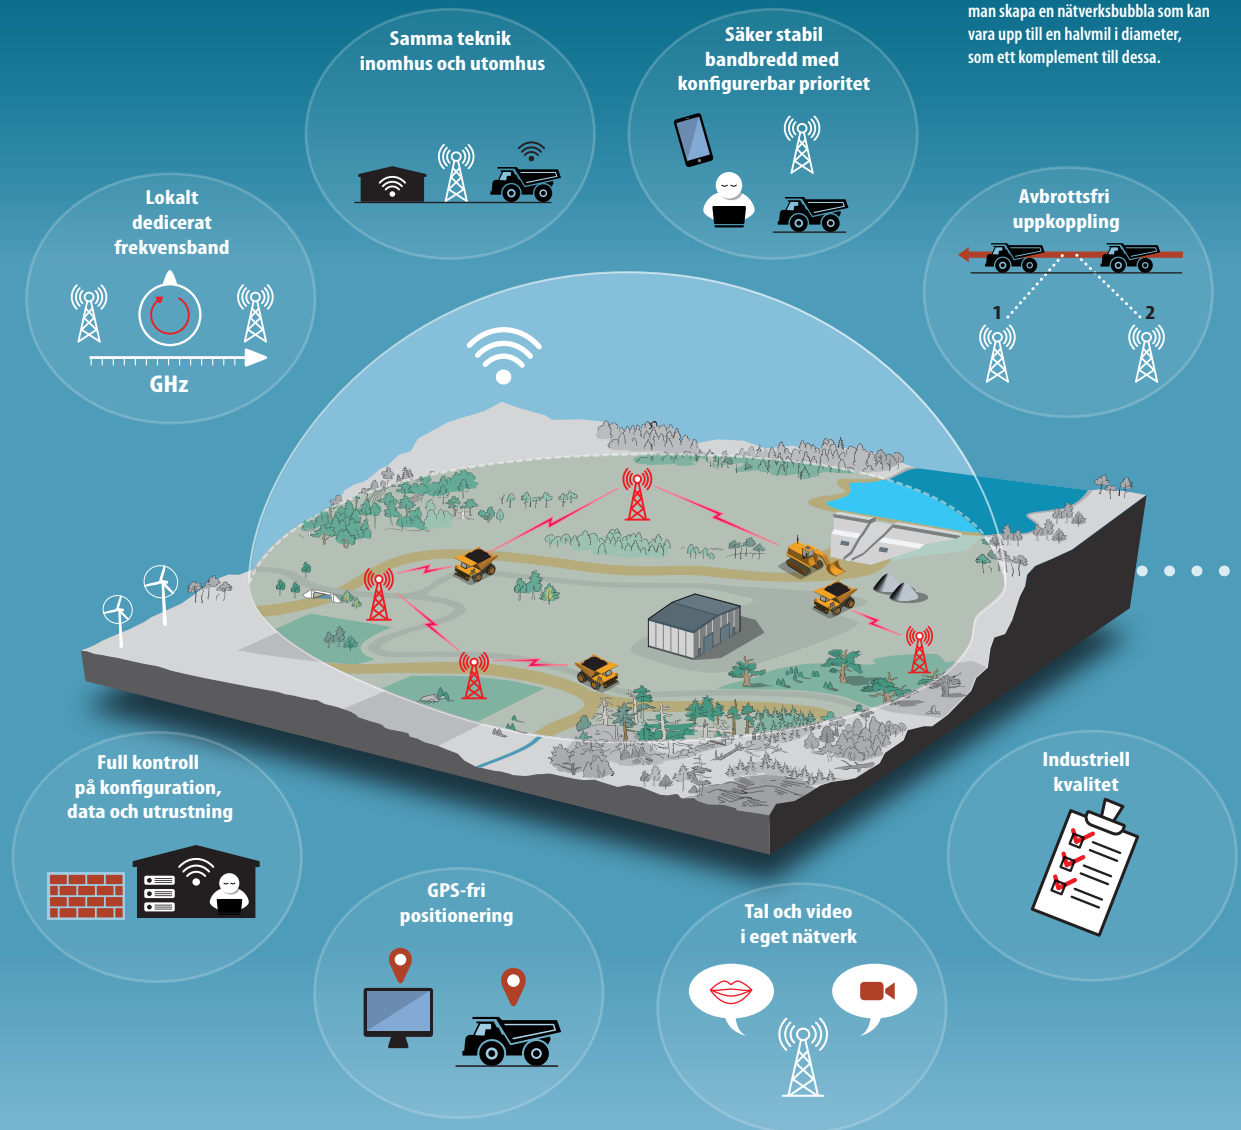 man skapa en nätverksbubbla som kan
vara upp till en halvmil i diameter,
som ett komplement till dessa.
Samma teknik
inomhus och utomhus
Säker stabil
bandbredd med
konfigurerbar prioritet
Lokalt
dedicerat
frekvensband
GHz
Avbrottsfri
uppkoppling
1
2
Full kontroll
på konfiguration,
data och utrustning
GPS-fri
positionering
Tal och video
i eget nätverk
Industriell
kvalitet